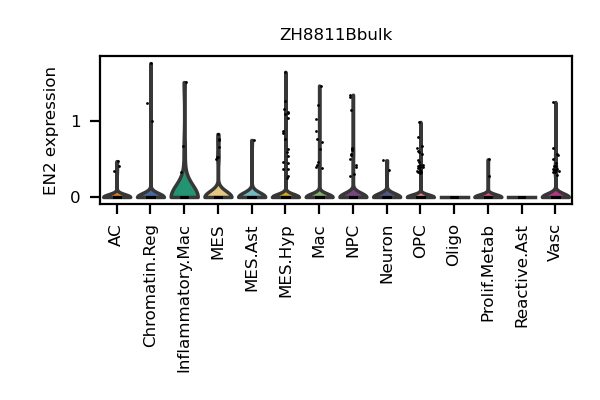 ZH8811Bbulk
EN2 expression
1
0
AC
Chromatin.Reg
Inflammatory.Mac
MES
MES.Ast
MES.Hyp
Mac
NPC
Neuron
OPC
Oligo
Prolif.Metab
Reactive.Ast
Vasc